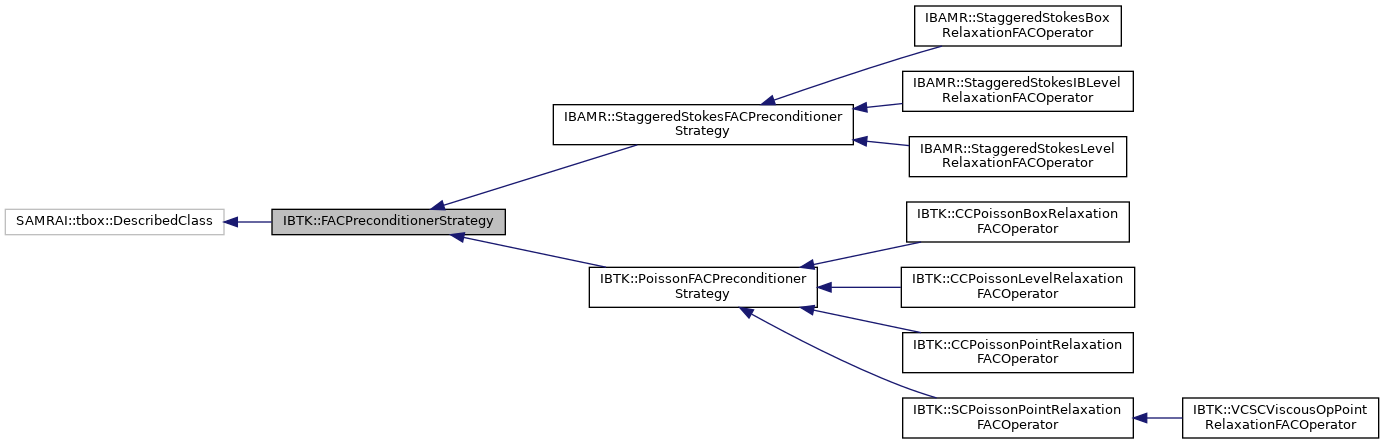 SAMRAI::tbox::DescribedClass
IBTK::FACPreconditionerStrategy
IBAMR::StaggeredStokesFACPreconditioner
Strategy
IBAMR::StaggeredStokesBox
RelaxationFACOperator
IBAMR::StaggeredStokesIBLevel
RelaxationFACOperator
IBAMR::StaggeredStokesLevel
RelaxationFACOperator
IBTK::PoissonFACPreconditioner
Strategy
IBTK::CCPoissonBoxRelaxation
FACOperator
IBTK::CCPoissonLevelRelaxation
FACOperator
IBTK::CCPoissonPointRelaxation
FACOperator
IBTK::SCPoissonPointRelaxation
FACOperator
IBTK::VCSCViscousOpPoint
RelaxationFACOperator